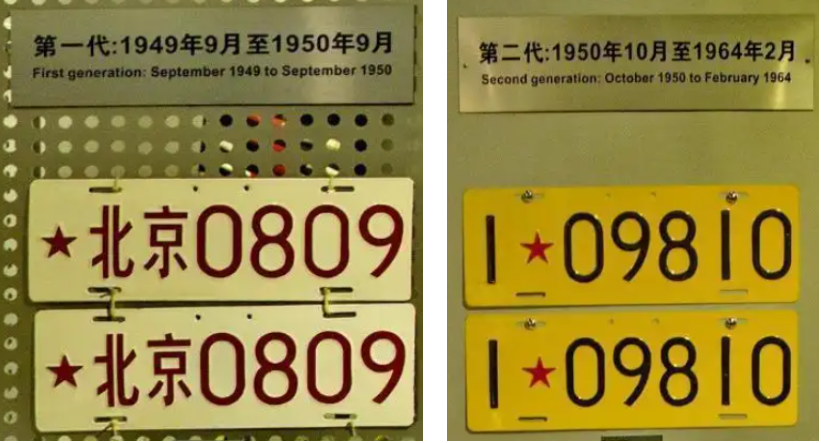 第一代:1949年9月至1950年9月
First generation: September 1949 to September 1950
★北京0809
★北京0809
第二代:1950年10月至1964年2月
Second generation: October 1950 to February 1964
1★09810
1★09810